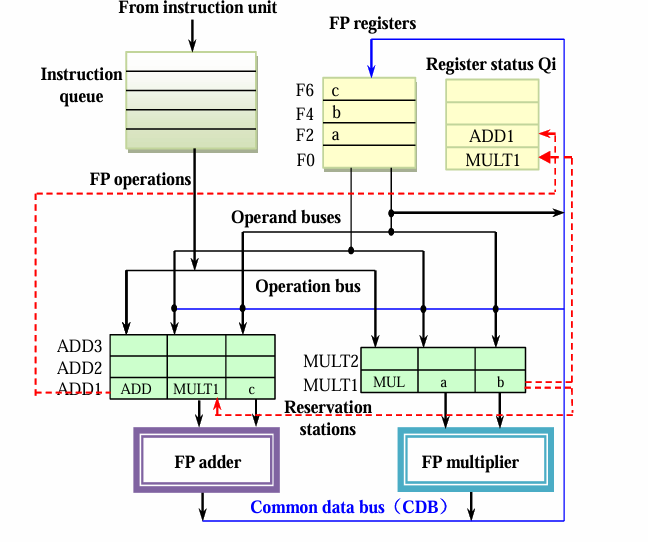 From instruction unit
FP registers
Instruction
queue
Register status Qi
F6 c
F4 b
F2 a
F0
ADD1
MULT1
FP operations
Operand buses
Operation bus
ADD3
ADD2
ADD1 ADD MULT1 c
MULT2
MULT1 MUL a b
Reservation
stations
FP adder
FP multiplier
Common data bus（CDB）